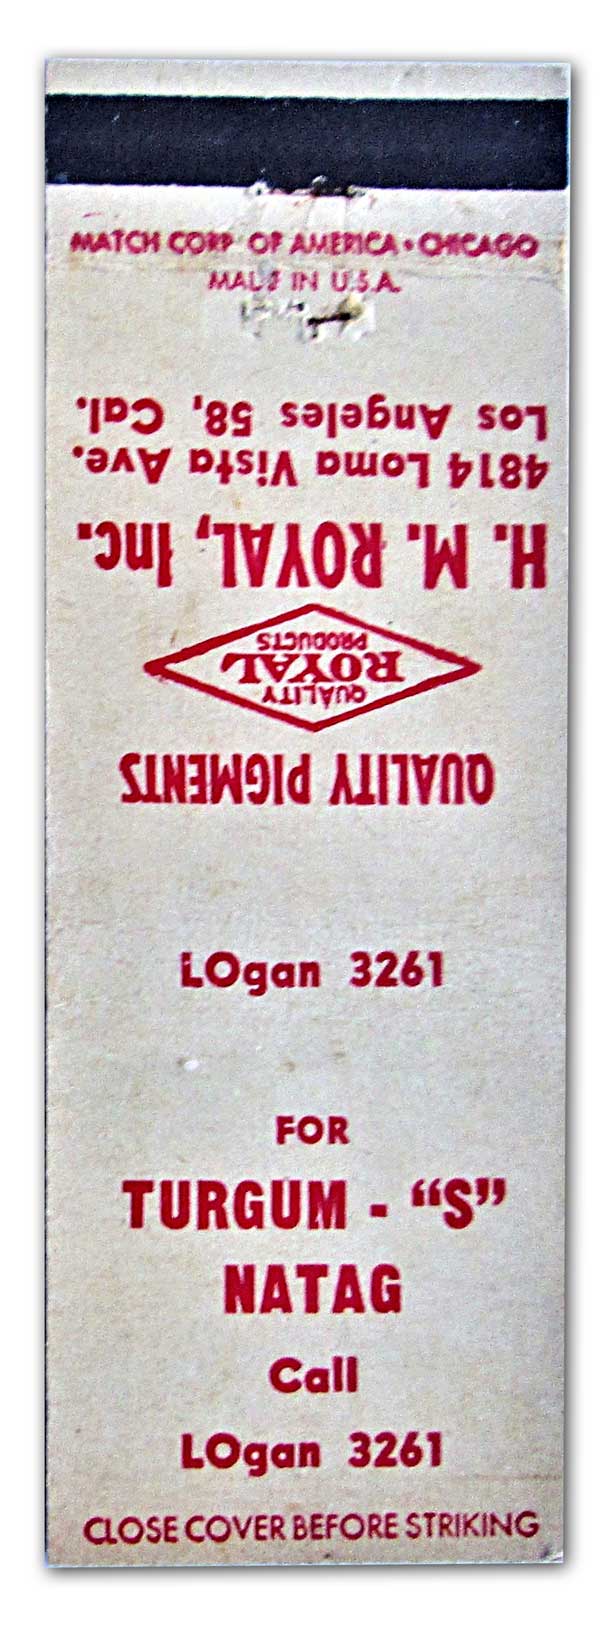 MATCH CORP OF AMERICA • CHICAGO
MADE IN U.S.A.
QUALITY PIGMENTS
QUALITY
ROYAL
PRODUCTS
H. M. ROYAL, Inc.
4814 Loma Vista Ave.
Los Angeles 58, Cal.
LOgan 3261
FOR
TURGUM - “S”
NATAG
Call
LOgan 3261
CLOSE COVER BEFORE STRIKING